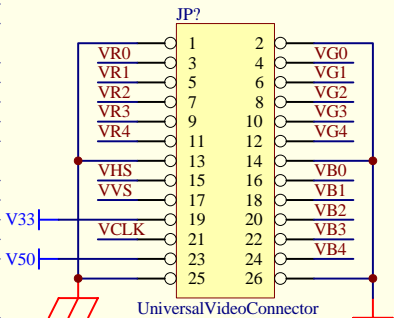 JP?
1 2
VR0 3 4 VG0
VR1 5 6 VG1
VR2 7 8 VG2
VR3 9 10 VG3
VR4 11 12 VG4
13 14
VHS 15 16 VB0
VVS 17 18 VB1
V33 19 20 VB2
VCLK 21 22 VB3
V50 23 24 VB4
25 26
UniversalVideoConnector